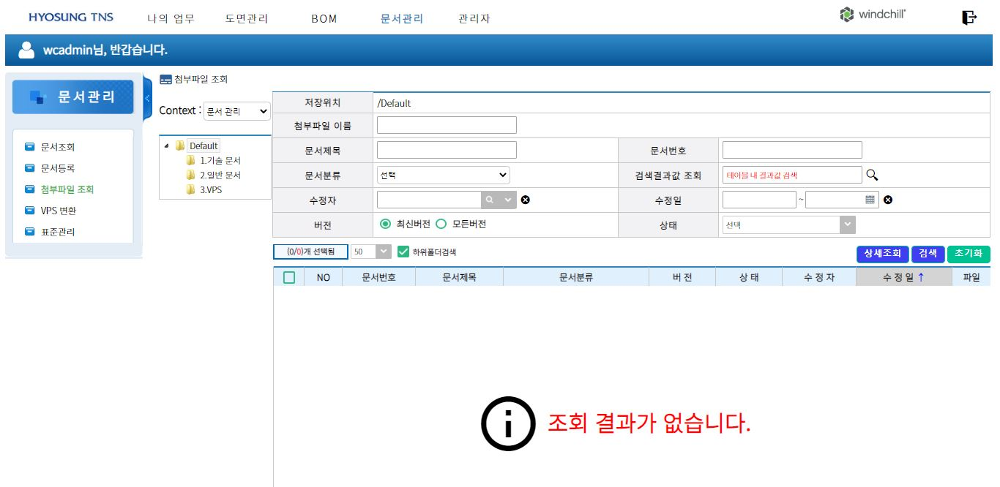 HYOSUNG TNS 나의 업무 도면관리 BOM 문서관리 관리자 windchill®
wcadmin님, 반갑습니다.
문서관리
문서조회
문서등록
첨부파일 조회
VPS 변환
표준관리
첨부파일 조회
Context : 문서 관리
Default
1.기술 문서
2.일반 문서
3.VPS
저장위치 /Default
첨부파일 이름
문서제목 문서번호
문서분류 선택 검색결과값 조회 테이블 내 결과값 검색
수정자 수정일 ~
버전 최신버전 모든버전 상태 선택
(0/0)개 선택됨 50 하위폴더검색 상세조회 검색 초기화
NO 문서번호 문서제목 문서분류 버 전 상 태 수 정 자 수 정 일 ↑ 파일
조회 결과가 없습니다.